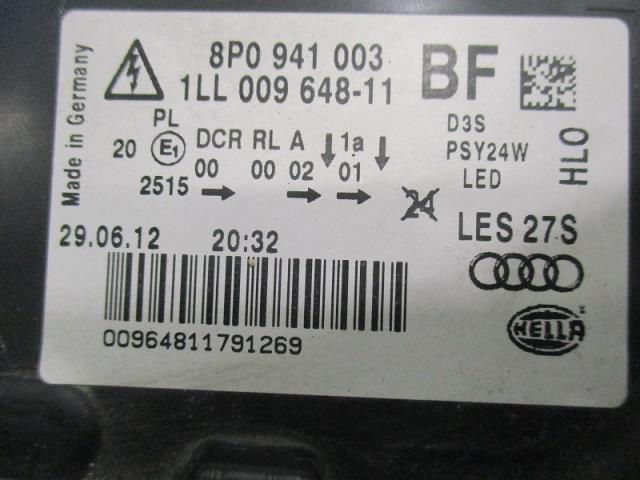 Made in Germany
8P0 941 003
1LL 009 648-11
BF
PL
20 E1 DCR RL A 1a
00 00 02 01
2515
24
D3S
PSY24W
LED
HLO
LES 27S
29.06.12 20:32
00964811791269
HELLA